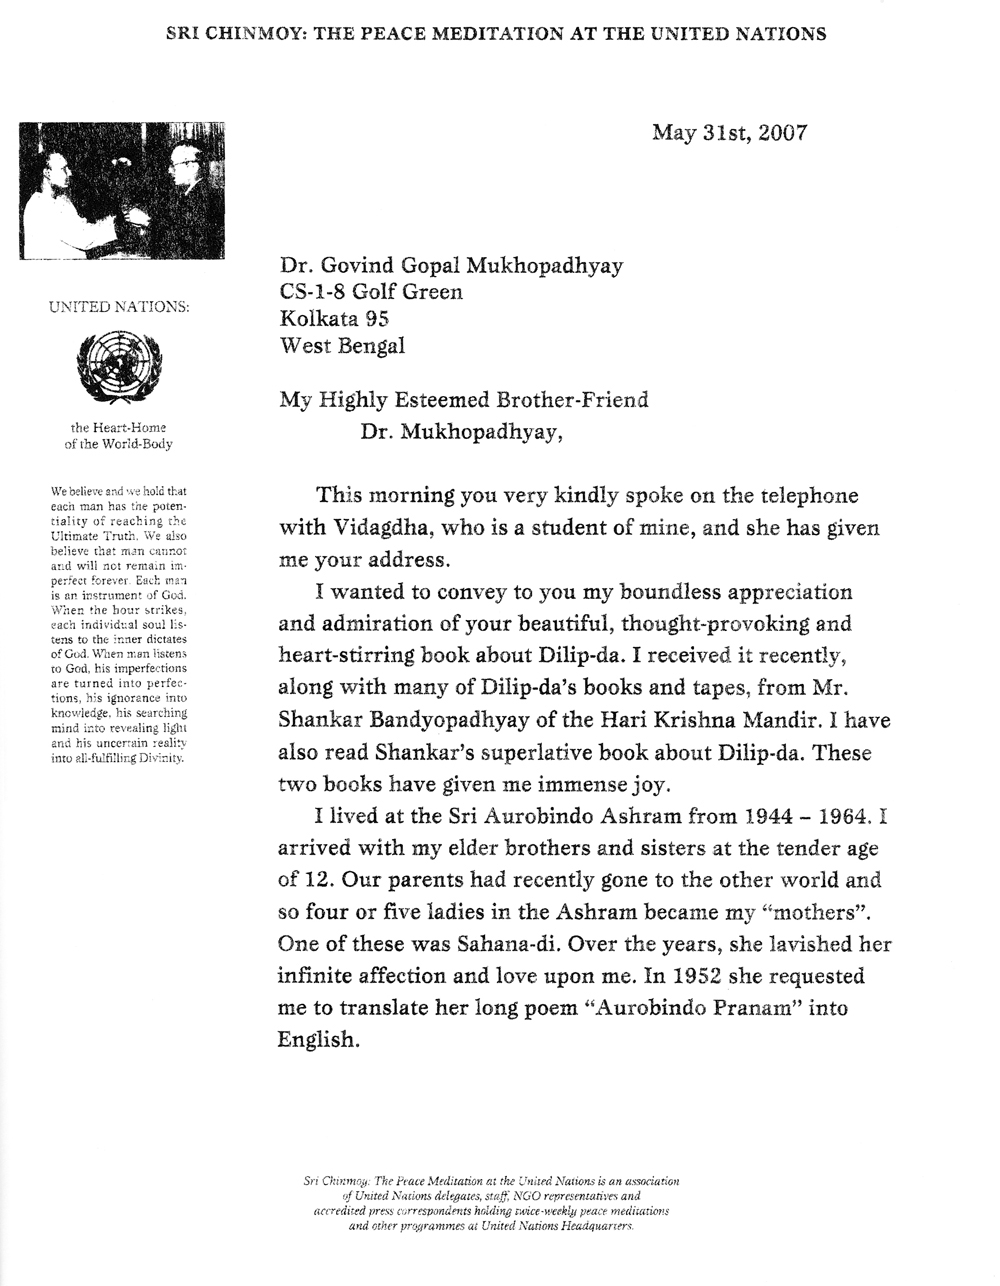 SRI CHINMOY: THE PEACE MEDITATION AT THE UNITED NATIONS
May 31st, 2007
UNITED NATIONS:
the Heart-Home
of the World-Body
We believe and we hold that
each man has the poten-
tiality of reaching the
Ultimate Truth. We also
believe that man cannot
and will not remain im-
perfect forever. Each man
is an instrument of God.
When the hour strikes,
each individual soul lis-
tens to the inner dictates
of God. When man listens
to God, his imperfections
are turned into perfec-
tions, his ignorance into
knowledge, his searching
mind into revealing light
and his uncertain reality
into all-fulfilling Divinity.
Dr. Govind Gopal Mukhopadhyay
CS-1-8 Golf Green
Kolkata 95
West Bengal
My Highly Esteemed Brother-Friend
Dr. Mukhopadhyay,
This morning you very kindly spoke on the telephone
with Vidagdha, who is a student of mine, and she has given
me your address.
I wanted to convey to you my boundless appreciation
and admiration of your beautiful, thought-provoking and
heart-stirring book about Dilip-da. I received it recently,
along with many of Dilip-da's books and tapes, from Mr.
Shankar Bandyopadhyay of the Hari Krishna Mandir. I have
also read Shankar's superlative book about Dilip-da. These
two books have given me immense joy.
I lived at the Sri Aurobindo Ashram from 1944 – 1964. I
arrived with my elder brothers and sisters at the tender age
of 12. Our parents had recently gone to the other world and
so four or five ladies in the Ashram became my “mothers”.
One of these was Sahana-di. Over the years, she lavished her
infinite affection and love upon me. In 1952 she requested
me to translate her long poem “Aurobindo Pranam” into
English.
Sri Chinmoy: The Peace Meditation at the United Nations is an association
of United Nations delegates, staff, NGO representatives and
accredited press correspondents holding twice-weekly peace meditations
and other programmes at United Nations Headquarters.